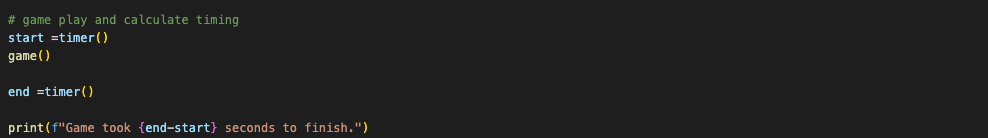 # game play and calculate timing
start =timer()
game()
end =timer()
print(f"Game took {end-start} seconds to finish.")